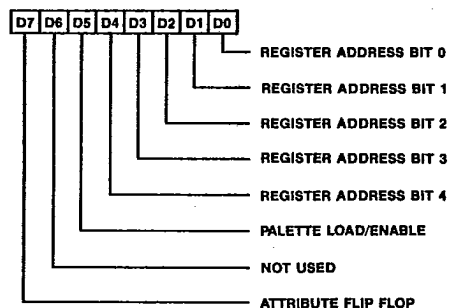 D7 D6 D5 D4 D3 D2 D1 D0
REGISTER ADDRESS BIT 0
REGISTER ADDRESS BIT 1
REGISTER ADDRESS BIT 2
REGISTER ADDRESS BIT 3
REGISTER ADDRESS BIT 4
PALETTE LOAD/ENABLE
NOT USED
ATTRIBUTE FLIP FLOP